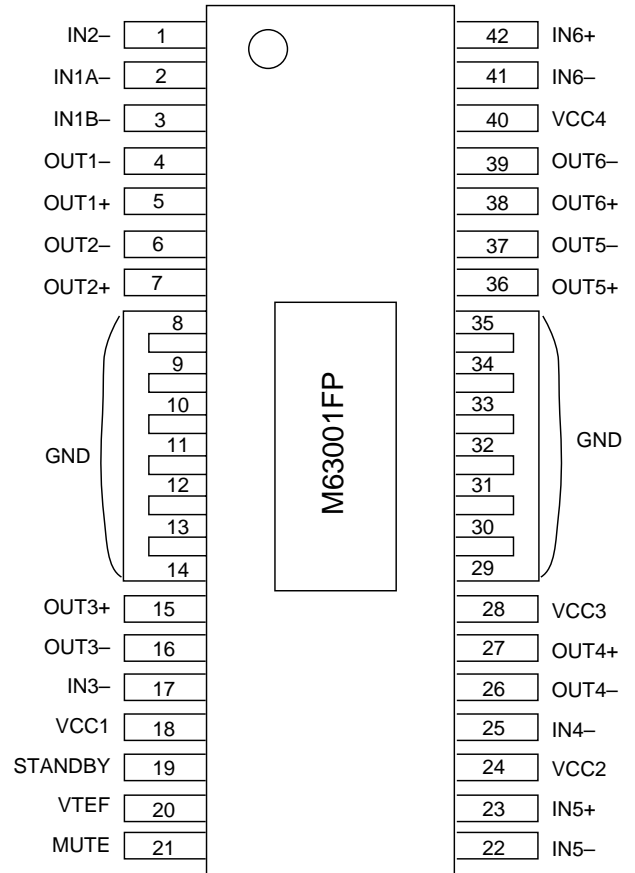 IN2– 1 42 IN6+
IN1A– 2 41 IN6–
IN1B– 3 40 VCC4
OUT1– 4 39 OUT6–
OUT1+ 5 38 OUT6+
OUT2– 6 37 OUT5–
OUT2+ 7 36 OUT5+
8 35
9 34
10 33
GND 11 32 GND
12 31
13 30
14 29
M63001FP
OUT3+ 15 28 VCC3
OUT3– 16 27 OUT4+
IN3– 17 26 OUT4–
VCC1 18 25 IN4–
STANDBY 19 24 VCC2
VTEF 20 23 IN5+
MUTE 21 22 IN5–